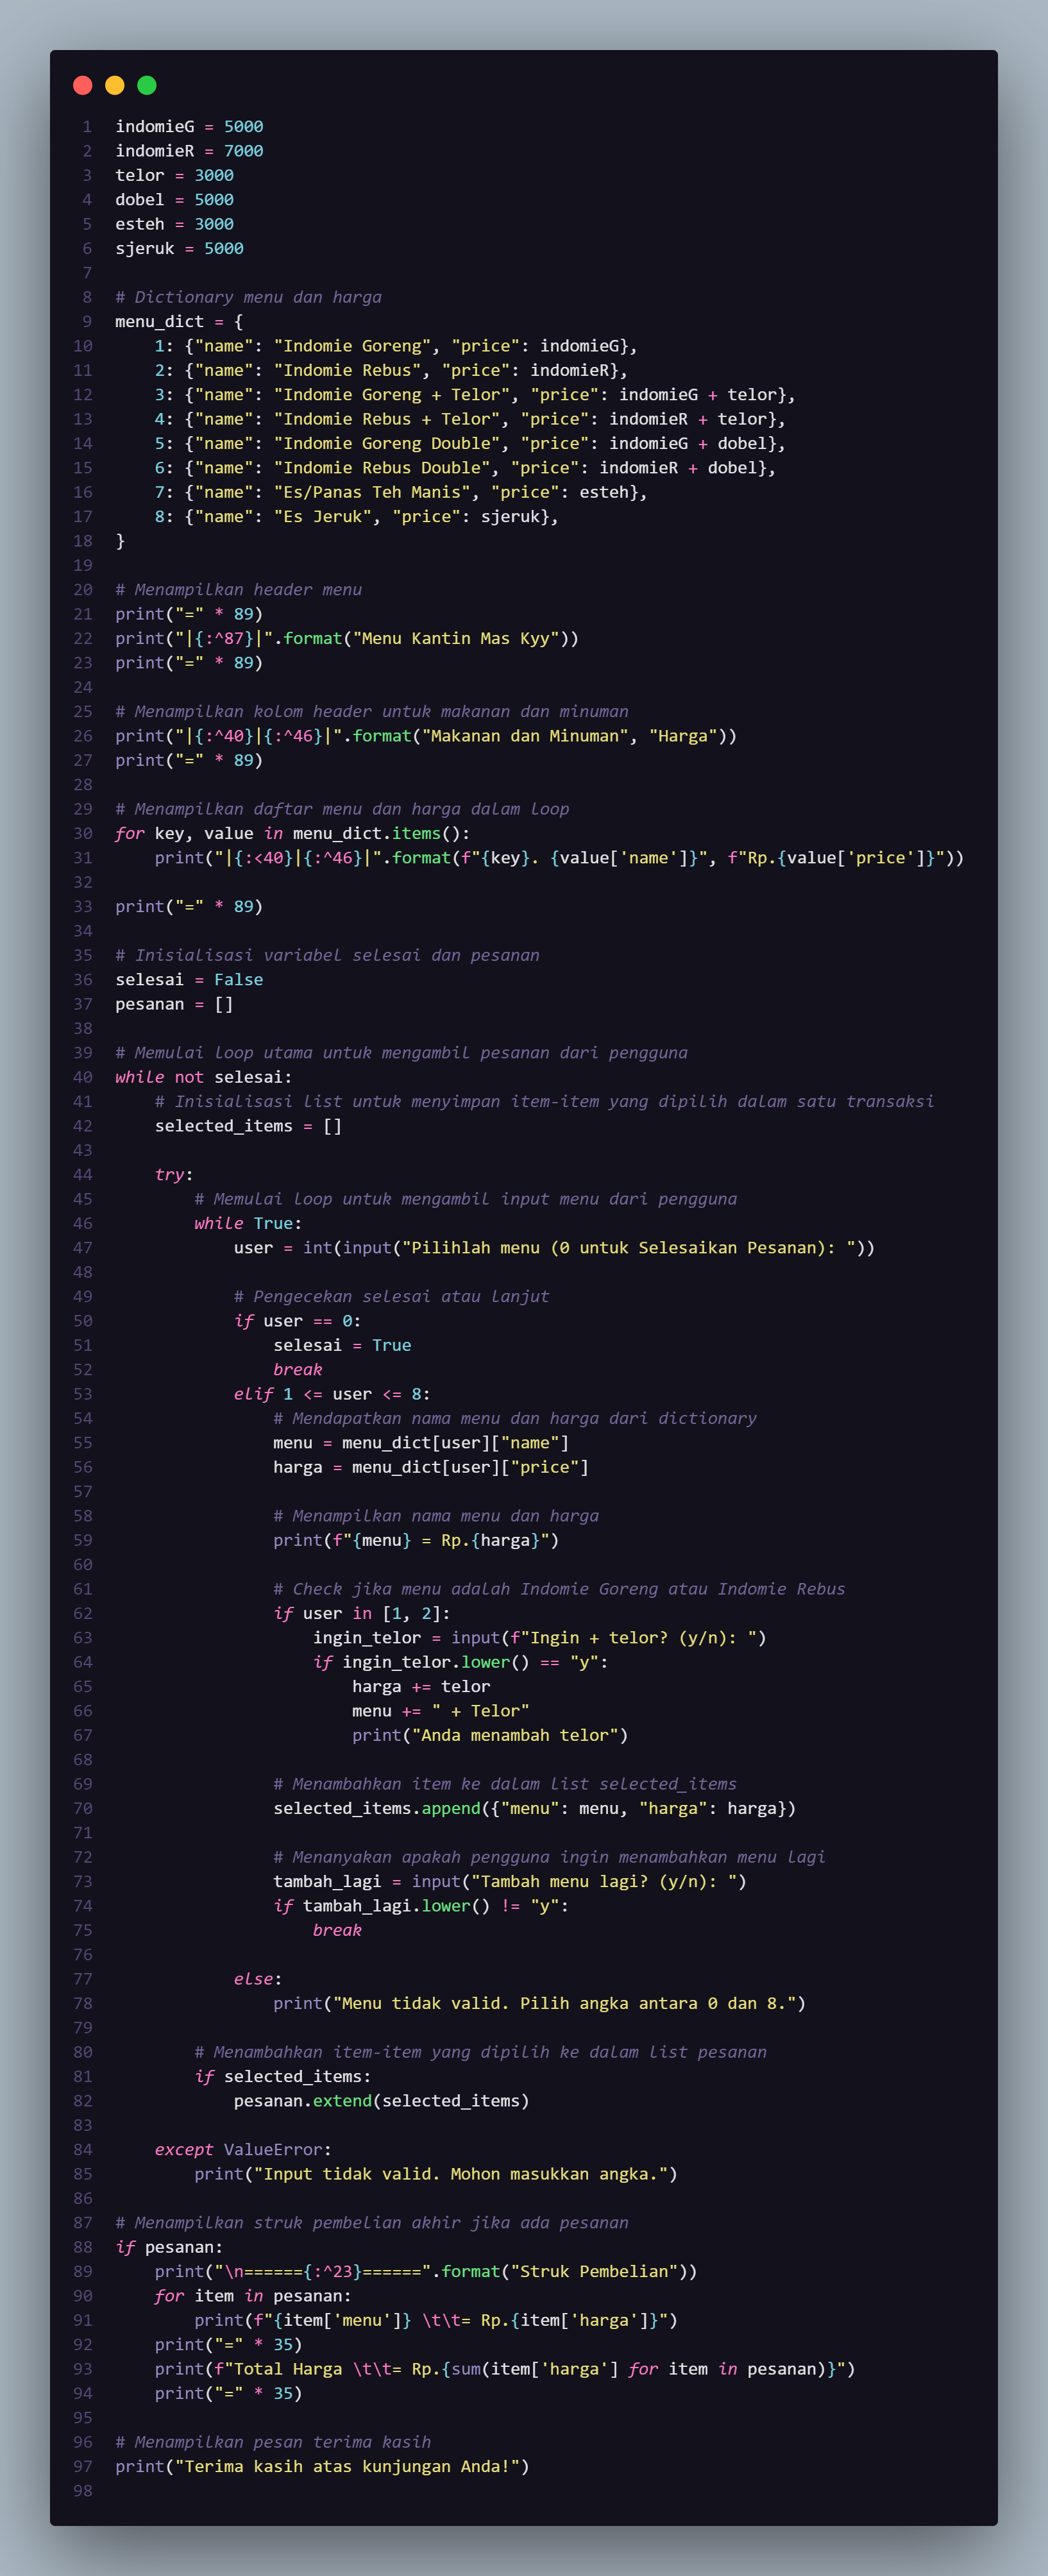 1 indomieG = 5000
2 indomieR = 7000
3 telor = 3000
4 dobel = 5000
5 esteh = 3000
6 sjeruk = 5000
7
8 # Dictionary menu dan harga
9 menu_dict = {
10     1: {"name": "Indomie Goreng", "price": indomieG},
11     2: {"name": "Indomie Rebus", "price": indomieR},
12     3: {"name": "Indomie Goreng + Telor", "price": indomieG + telor},
13     4: {"name": "Indomie Rebus + Telor", "price": indomieR + telor},
14     5: {"name": "Indomie Goreng Double", "price": indomieG + dobel},
15     6: {"name": "Indomie Rebus Double", "price": indomieR + dobel},
16     7: {"name": "Es/Panas Teh Manis", "price": esteh},
17     8: {"name": "Es Jeruk", "price": sjeruk},
18 }
19
20 # Menampilkan header menu
21 print("=" * 89)
22 print("|{:^87}|".format("Menu Kantin Mas Kyy"))
23 print("=" * 89)
24
25 # Menampilkan kolom header untuk makanan dan minuman
26 print("|{:^40}|{:^46}|".format("Makanan dan Minuman", "Harga"))
27 print("=" * 89)
28
29 # Menampilkan daftar menu dan harga dalam loop
30 for key, value in menu_dict.items():
31     print("|{:<40}|{:^46}|".format(f"{key}. {value['name']}", f"Rp.{value['price']}"))
32
33 print("=" * 89)
34
35 # Inisialisasi variabel selesai dan pesanan
36 selesai = False
37 pesanan = []
38
39 # Memulai loop utama untuk mengambil pesanan dari pengguna
40 while not selesai:
41     # Inisialisasi list untuk menyimpan item-item yang dipilih dalam satu transaksi
42     selected_items = []
43
44     try:
45         # Memulai loop untuk mengambil input menu dari pengguna
46         while True:
47             user = int(input("Pilihlah menu (0 untuk Selesaikan Pesanan): "))
48
49             # Pengecekan selesai atau lanjut
50             if user == 0:
51                 selesai = True
52                 break
53             elif 1 <= user <= 8:
54                 # Mendapatkan nama menu dan harga dari dictionary
55                 menu = menu_dict[user]["name"]
56                 harga = menu_dict[user]["price"]
57
58                 # Menampilkan nama menu dan harga
59                 print(f"{menu} = Rp.{harga}")
60
61                 # Check jika menu adalah Indomie Goreng atau Indomie Rebus
62                 if user in [1, 2]:
63                     ingin_telor = input(f"Ingin + telor? (y/n): ")
64                     if ingin_telor.lower() == "y":
65                         harga += telor
66                         menu += " + Telor"
67                         print("Anda menambah telor")
68
69                 # Menambahkan item ke dalam list selected_items
70                 selected_items.append({"menu": menu, "harga": harga})
71
72                 # Menanyakan apakah pengguna ingin menambahkan menu lagi
73                 tambah_lagi = input("Tambah menu lagi? (y/n): ")
74                 if tambah_lagi.lower() != "y":
75                     break
76
77             else:
78                 print("Menu tidak valid. Pilih angka antara 0 dan 8.")
79
80         # Menambahkan item-item yang dipilih ke dalam list pesanan
81         if selected_items:
82             pesanan.extend(selected_items)
83
84     except ValueError:
85         print("Input tidak valid. Mohon masukkan angka.")
86
87 # Menampilkan struk pembelian akhir jika ada pesanan
88 if pesanan:
89     print("\n======{:^23}======".format("Struk Pembelian"))
90     for item in pesanan:
91         print(f"{item['menu']} \t\t= Rp.{item['harga']}")
92     print("=" * 35)
93     print(f"Total Harga \t\t= Rp.{sum(item['harga'] for item in pesanan)}")
94     print("=" * 35)
95
96 # Menampilkan pesan terima kasih
97 print("Terima kasih atas kunjungan Anda!")
98